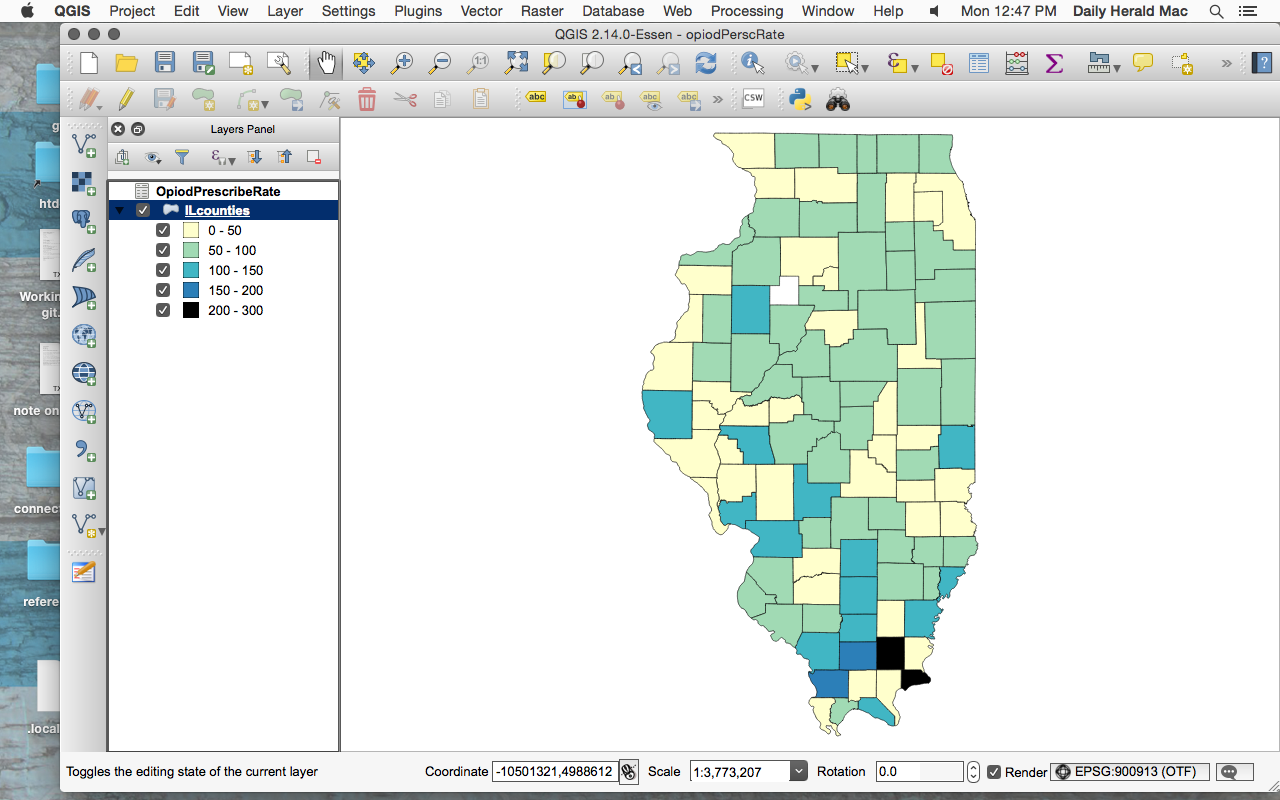 QGIS Project Edit View Layer Settings Plugins Vector Raster Database Web Processing Window Help Mon 12:47 PM Daily Herald Mac
QGIS 2.14.0-Essen - opiodPerscRate
1:1
abc abc abc abc abc CSW
Layers Panel
OpiodPrescribeRate
ILcounties
0 - 50
50 - 100
100 - 150
150 - 200
200 - 300
g
htd
Workin
git.
note on
connec
refere
.local
Toggles the editing state of the current layer Coordinate -10501321,4988612 Scale 1:3,773,207 Rotation 0.0 Render EPSG:900913 (OTF)